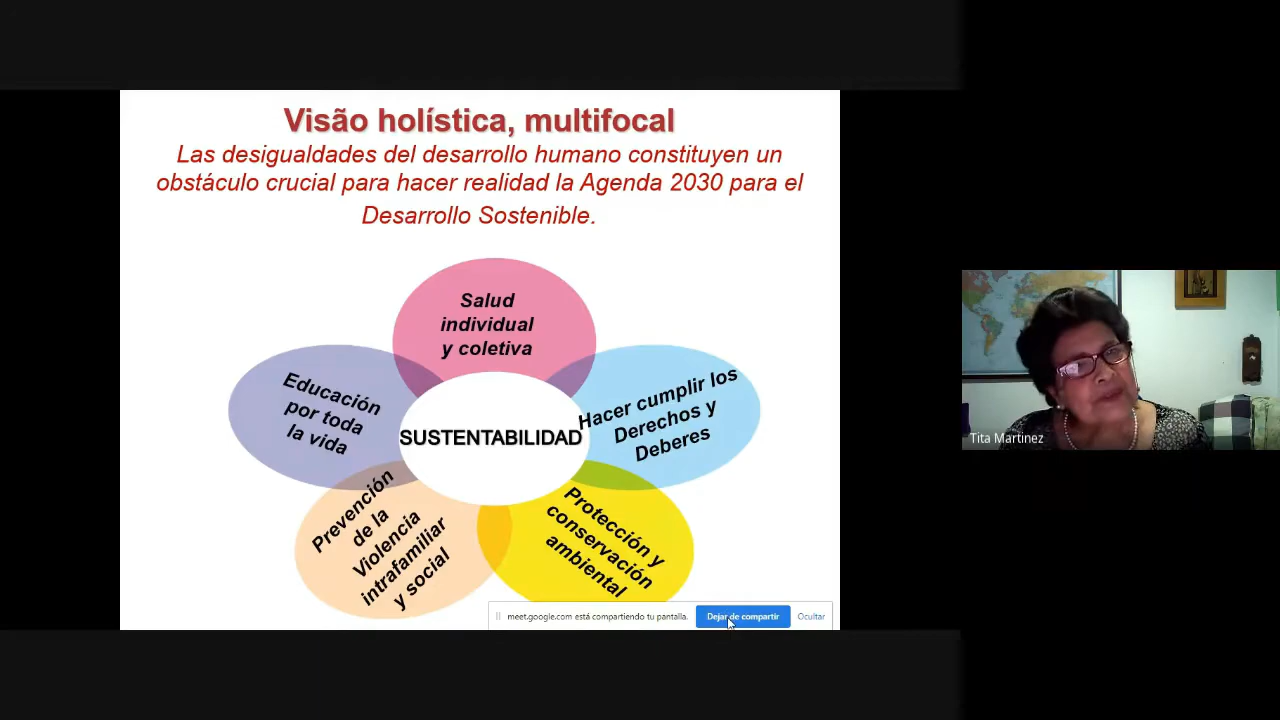 Visão holística, multifocal
Las desigualdades del desarrollo humano constituyen un
obstáculo crucial para hacer realidad la Agenda 2030 para el
Desarrollo Sostenible.
Salud
individual
y coletiva
Educación
por toda
la vida
SUSTENTABILIDAD
Hacer cumplir los
Derechos y
Deberes
Prevención
de la
Violencia
intrafamiliar
y social
Protección y
conservación
ambiental
meet.google.com está compartiendo tu pantalla.
Dejar de compartir
Ocultar
Tita Martinez